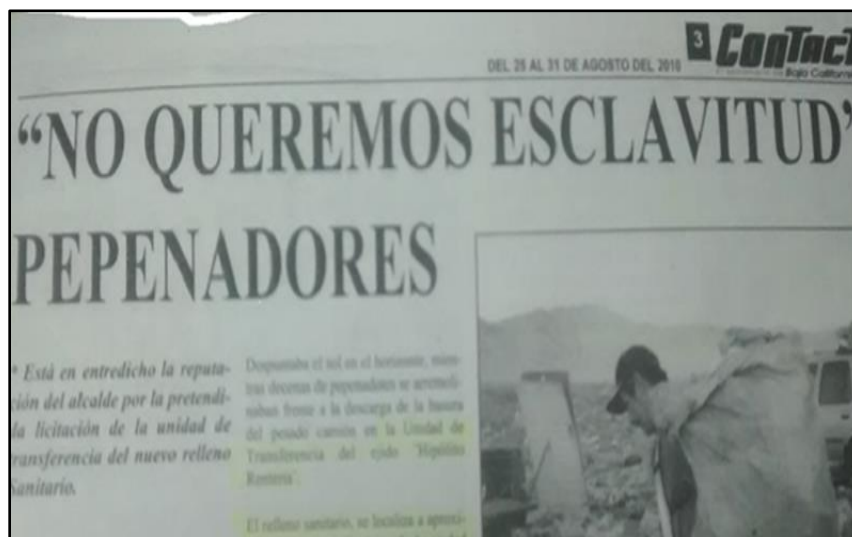 3 ConTact
DEL 25 AL 31 DE AGOSTO DEL 2010
Baja Californi
“NO QUEREMOS ESCLAVITUD”
PEPENADORES
* Está en entredicho la reputa-
ción del alcalde por la pretendi-
da licitación de la unidad de
transferencia del nuevo relleno
Sanitario.
Despuntaba el sol en el horizonte, mien-
tras decenas de pepenadores se arremoli-
naban frente a la descarga de la basura
del pesado camión en la Unidad de
Transferencia del ejido "Hipólito
Rentería".
El relleno sanitario, se localiza a aproxi-